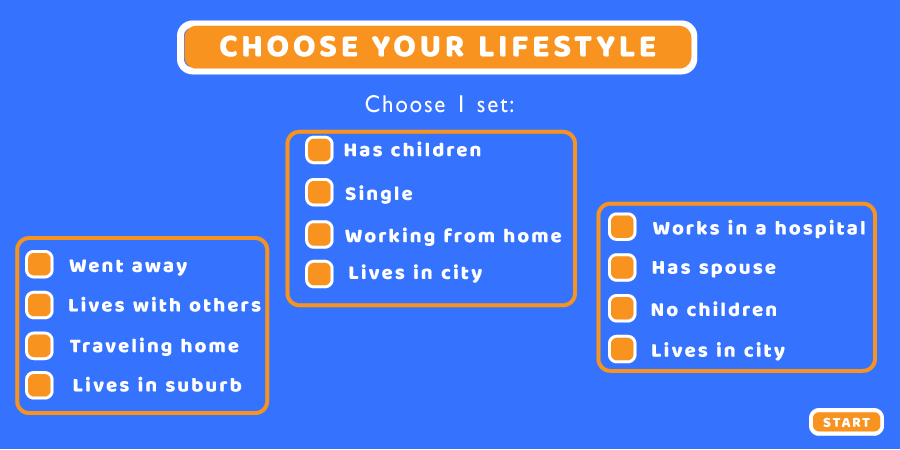 CHOOSE YOUR LIFESTYLE
Choose 1 set:
Went away
Lives with others
Traveling home
Lives in suburb
Has children
Single
Working from home
Lives in city
Works in a hospital
Has spouse
No children
Lives in city
START